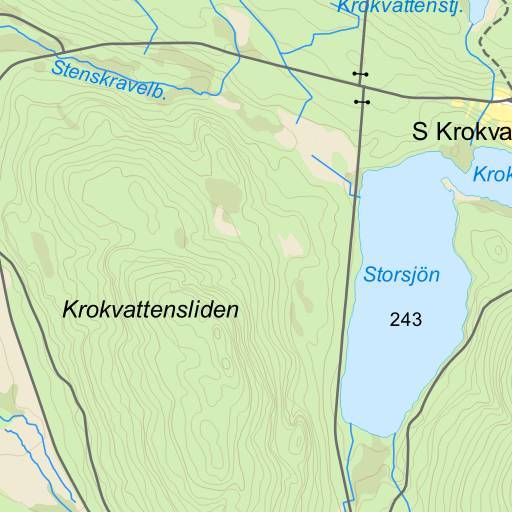 Krokvattenstj.
Stenskravelb.
S Krokva
Krok
Storsjön
Krokvattensliden
243